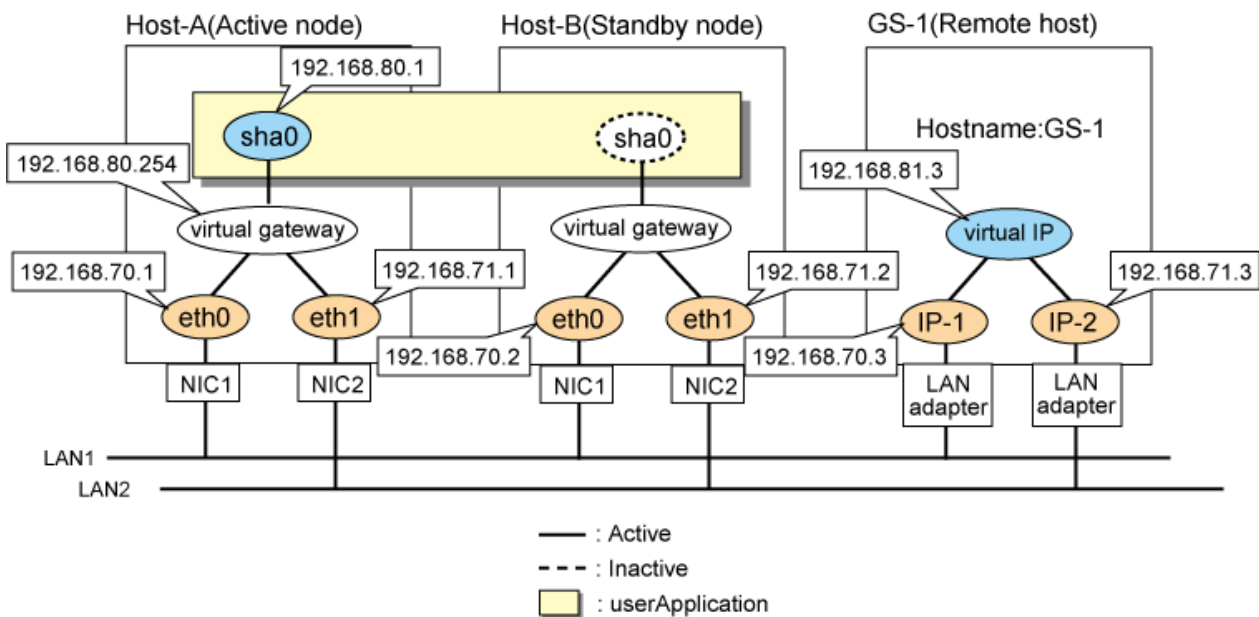 Host-A(Active node)
Host-B(Standby node)
GS-1(Remote host)
192.168.80.1
sha0
sha0
Hostname:GS-1
192.168.80.254
192.168.81.3
virtual gateway
virtual gateway
virtual IP
192.168.70.1
192.168.71.1
192.168.71.2
192.168.71.3
eth0
eth1
eth0
eth1
IP-1
IP-2
192.168.70.2
192.168.70.3
NIC1
NIC2
NIC1
NIC2
LAN
adapter
LAN
adapter
LAN1
LAN2
: Active
: Inactive
: userApplication